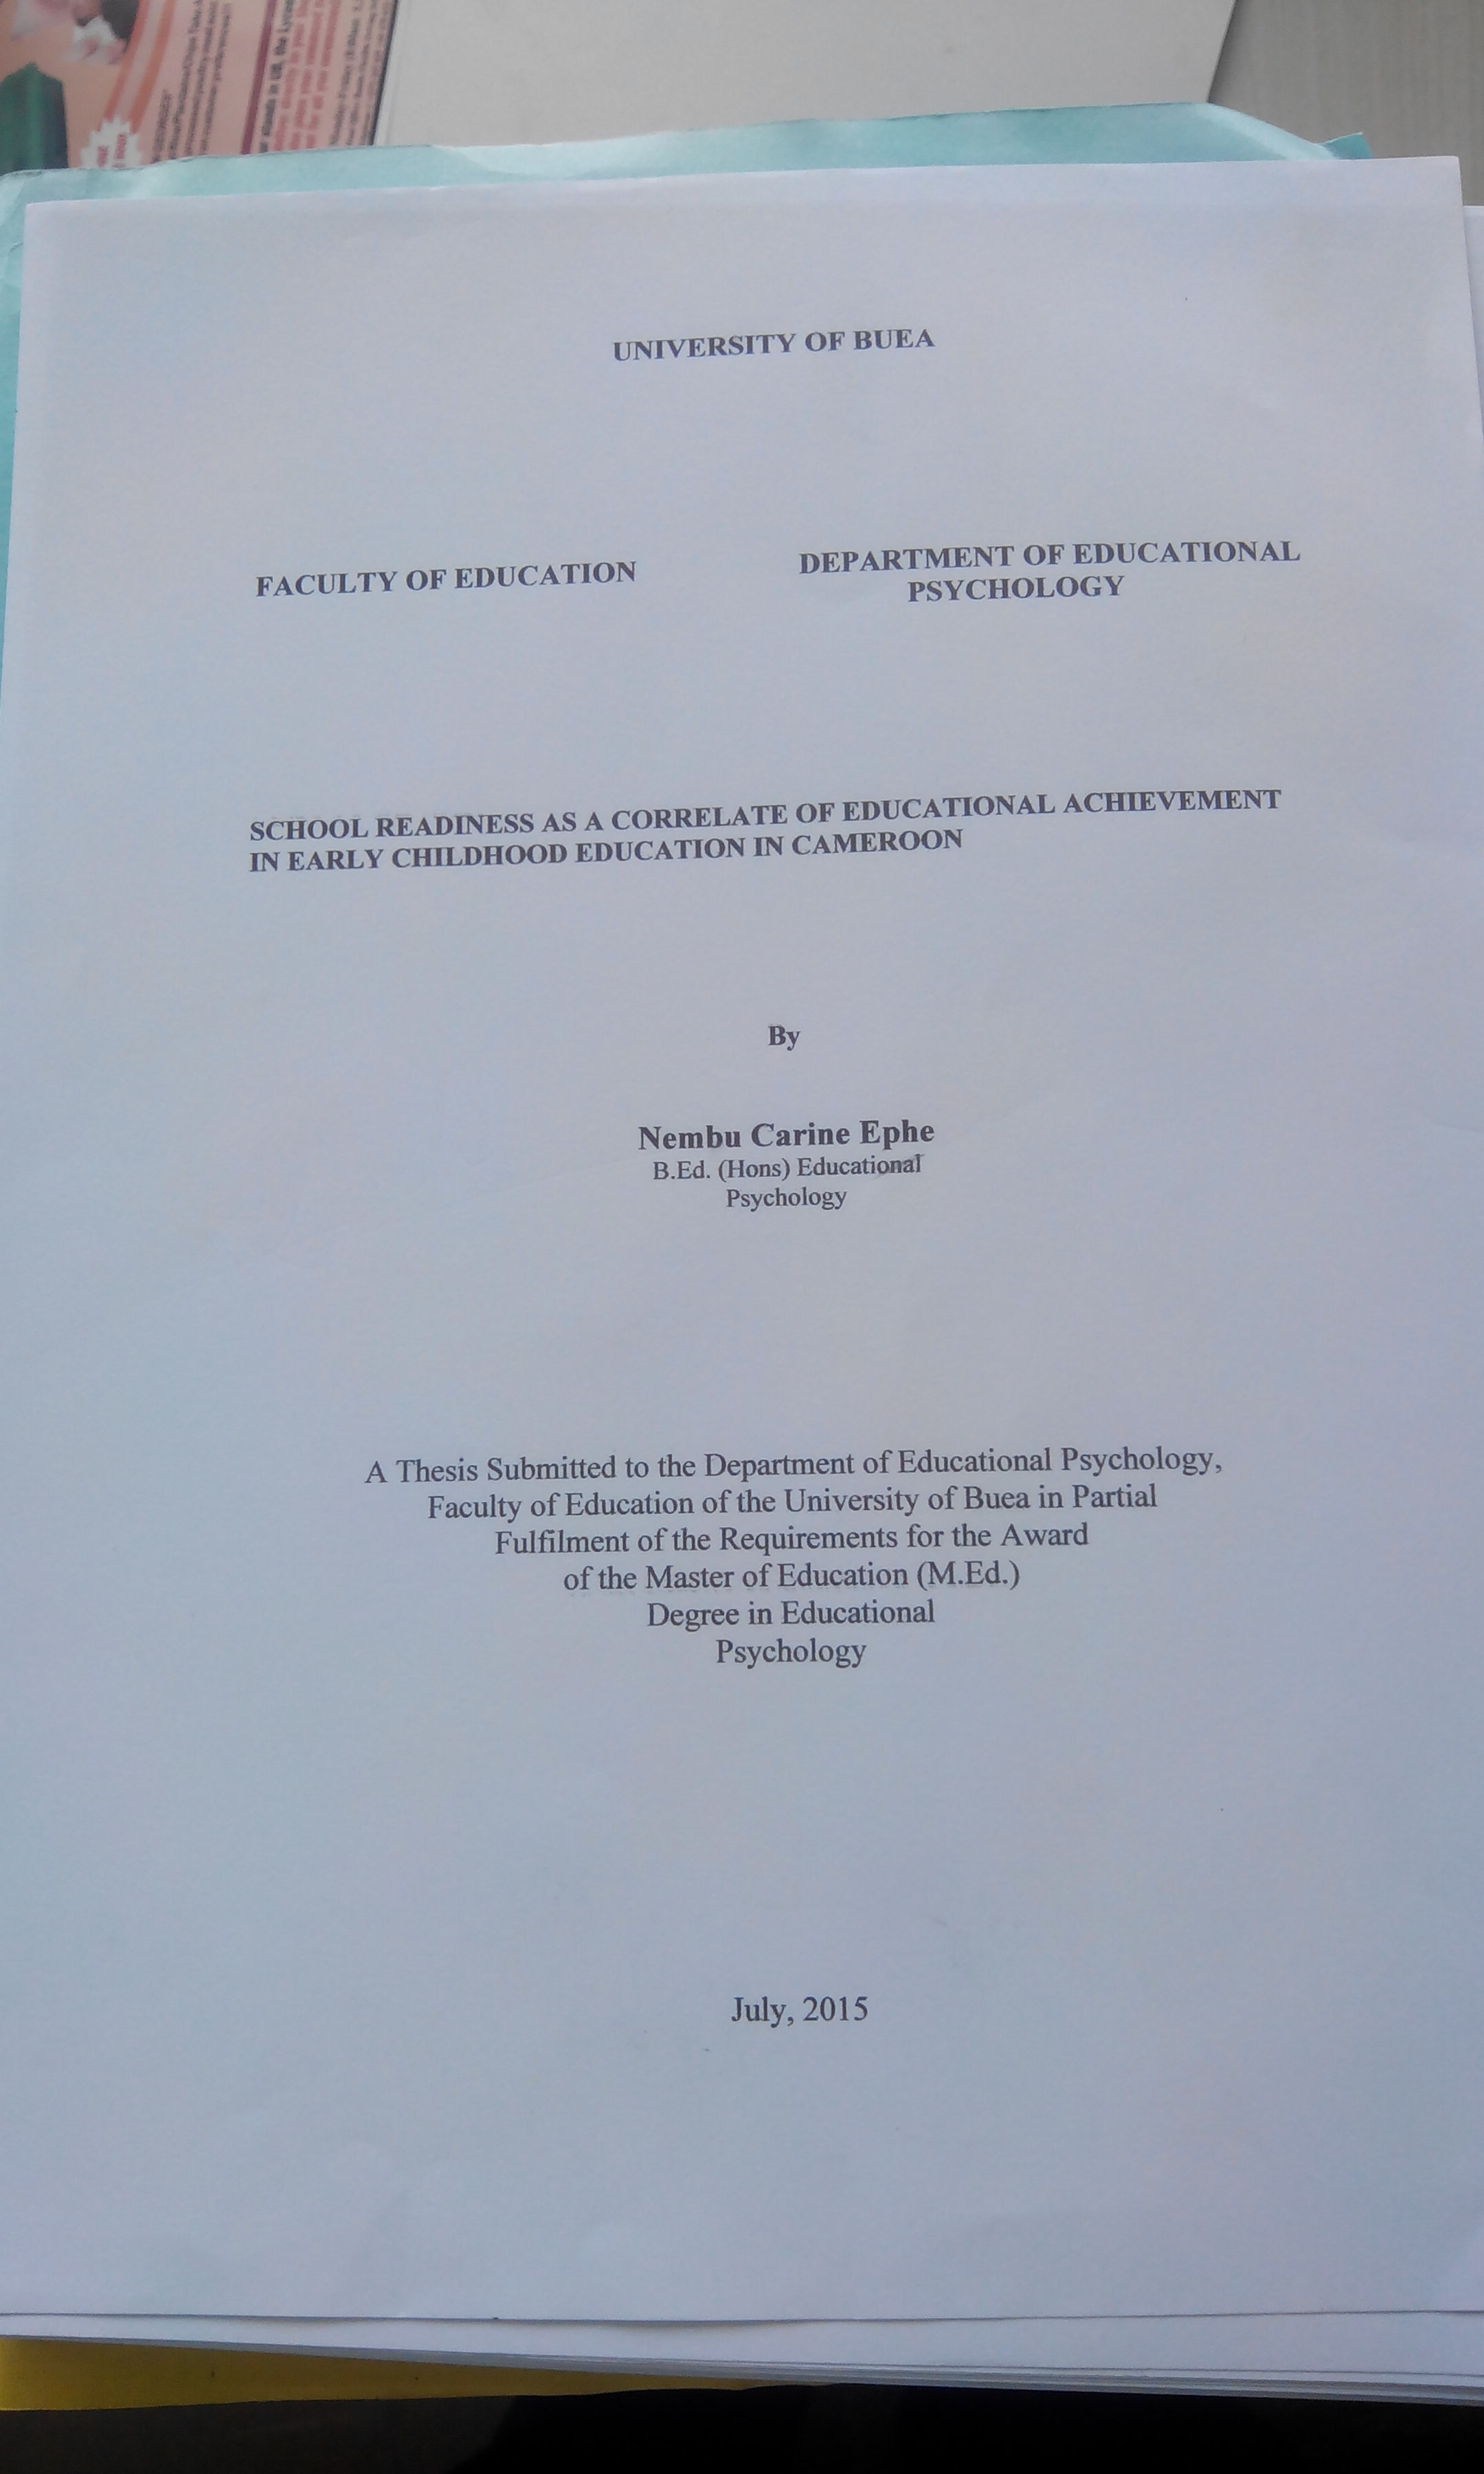 UNIVERSITY OF BUEA
FACULTY OF EDUCATION
DEPARTMENT OF EDUCATIONAL
PSYCHOLOGY
SCHOOL READINESS AS A CORRELATE OF EDUCATIONAL ACHIEVEMENT
IN EARLY CHILDHOOD EDUCATION IN CAMEROON
By
Nembu Carine Ephe
B.Ed. (Hons) Educational
Psychology
A Thesis Submitted to the Department of Educational Psychology,
Faculty of Education of the University of Buea in Partial
Fulfilment of the Requirements for the Award
of the Master of Education (M.Ed.)
Degree in Educational
Psychology
July, 2015